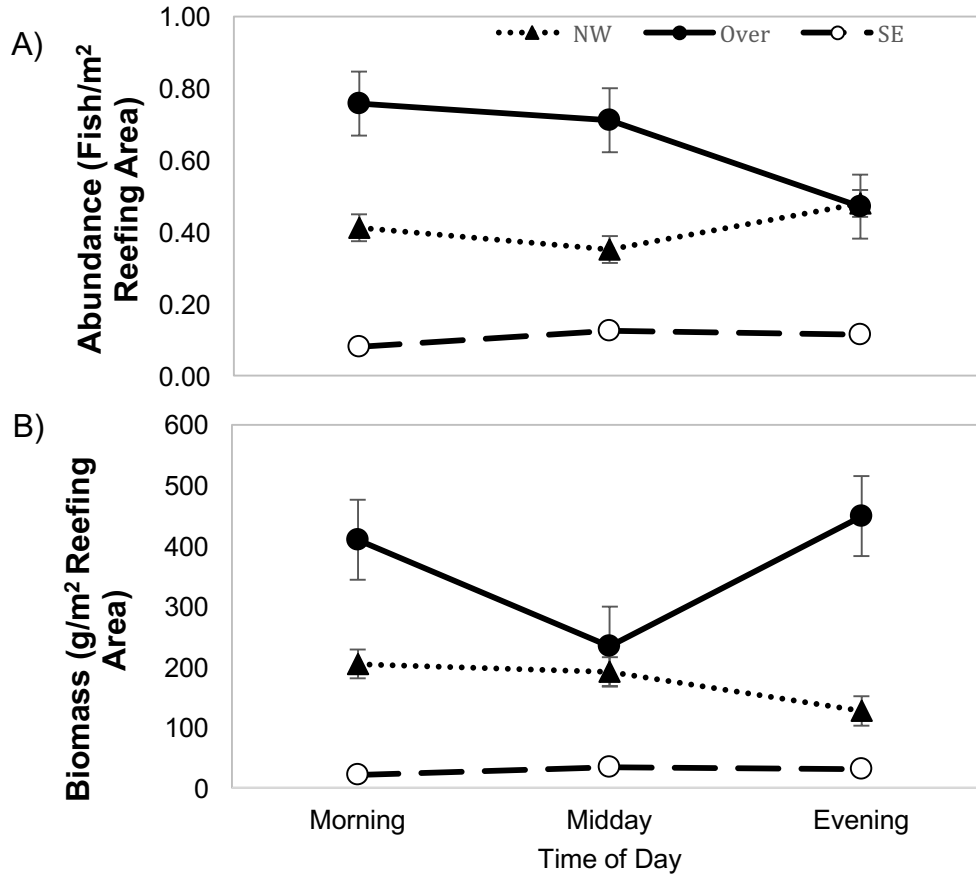 A)
Abundance (Fish/m²
Reefing Area)
1.00
0.80
0.60
0.40
0.20
0.00
NW Over SE
B)
Biomass (g/m² Reefing
Area)
600
500
400
300
200
100
0
Morning Midday Evening
Time of Day